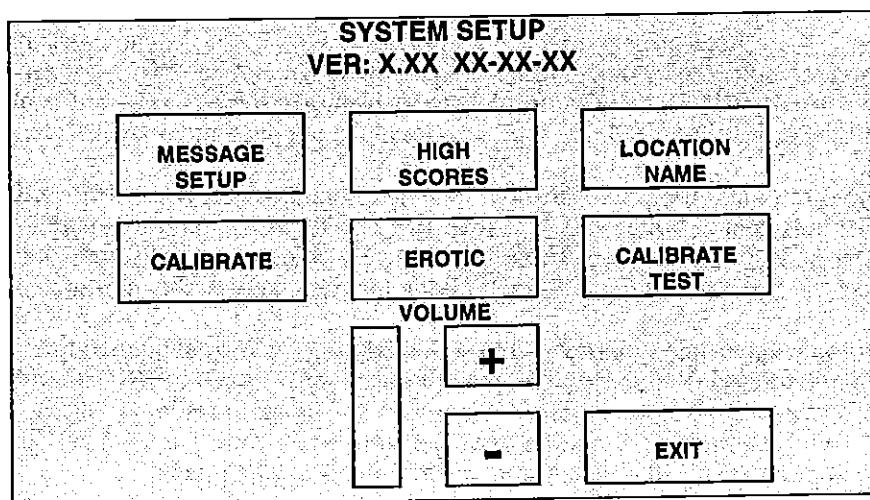 SYSTEM SETUP
VER: X.XX XX-XX-XX
MESSAGE
SETUP
HIGH
SCORES
LOCATION
NAME
CALIBRATE
EROTIC
CALIBRATE
TEST
VOLUME
+
-
EXIT